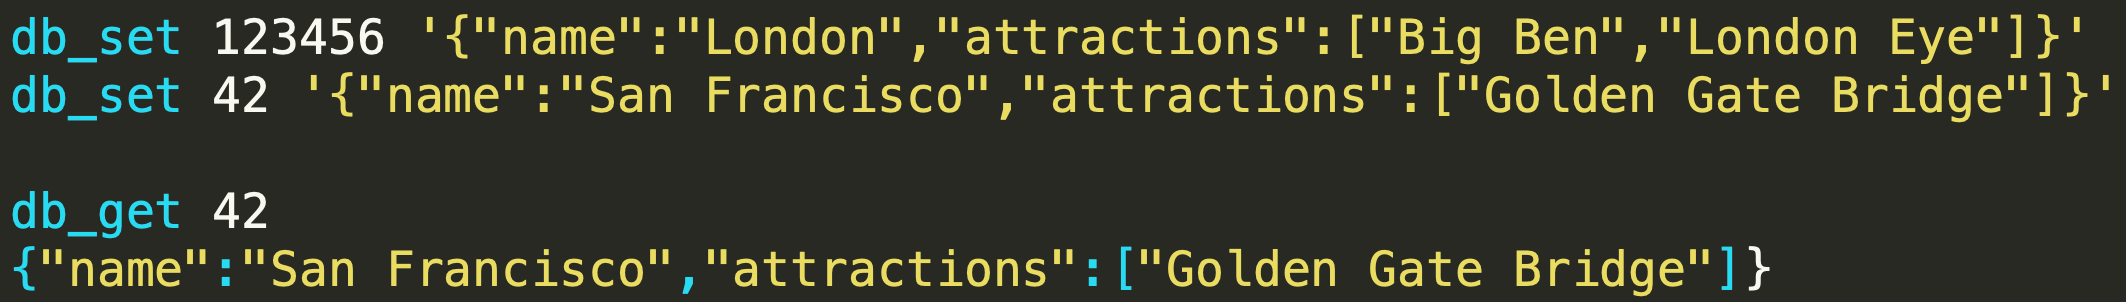 db_set 123456 '{"name":"London","attractions":["Big Ben","London Eye"]}'
db_set 42 '{"name":"San Francisco","attractions":["Golden Gate Bridge"]}'
db_get 42
{"name":"San Francisco","attractions":["Golden Gate Bridge"]}